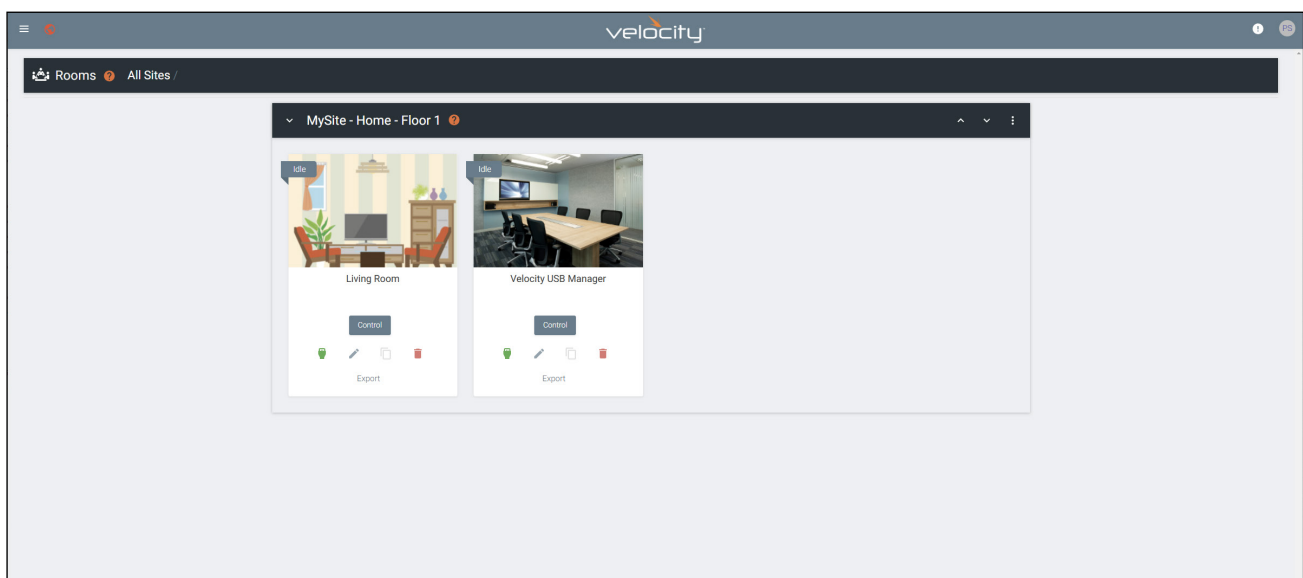 velocity
PS
Rooms ? All Sites /
MySite - Home - Floor 1 ?
Idle
Idle
Living Room
Velocity USB Manager
Control
Control
Export
Export